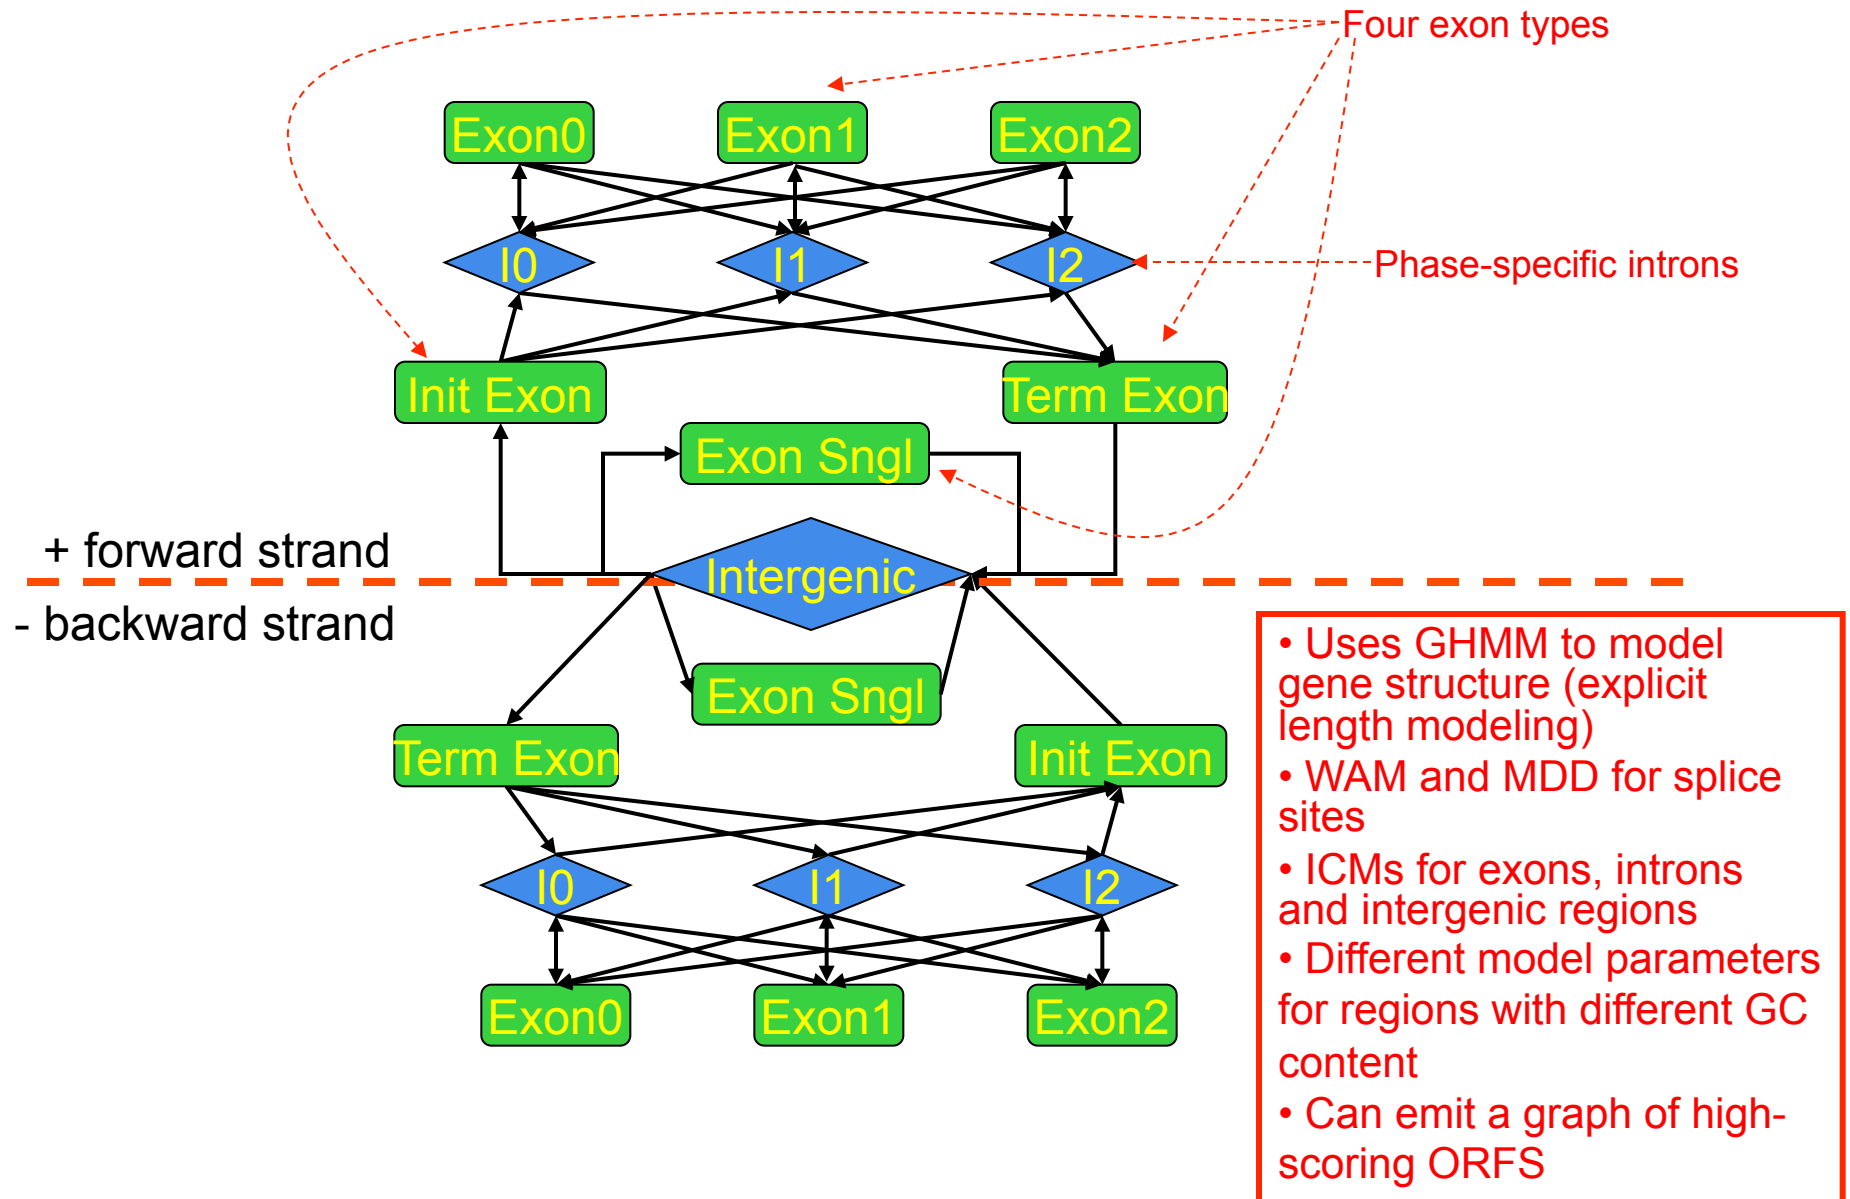 Four exon types
Exon0
Exon1
Exon2
I0
I1
I2
Phase-specific introns
Init Exon
Term Exon
Exon Sngl
+ forward strand
Intergenic
- backward strand
Exon Sngl
Term Exon
Init Exon
I0
I1
I2
Exon0
Exon1
Exon2
• Uses GHMM to model
gene structure (explicit
length modeling)
• WAM and MDD for splice
sites
• ICMs for exons, introns
and intergenic regions
• Different model parameters
for regions with different GC
content
• Can emit a graph of high-
scoring ORFS